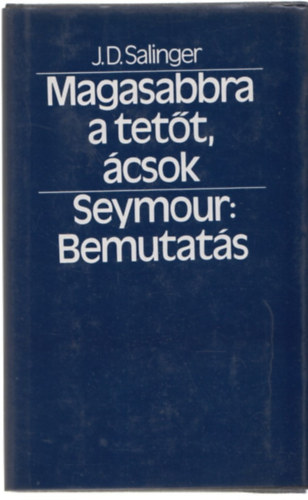 J.D. Salinger
Magasabbra
a tetőt,
ácsok
Seymour:
Bemutatás